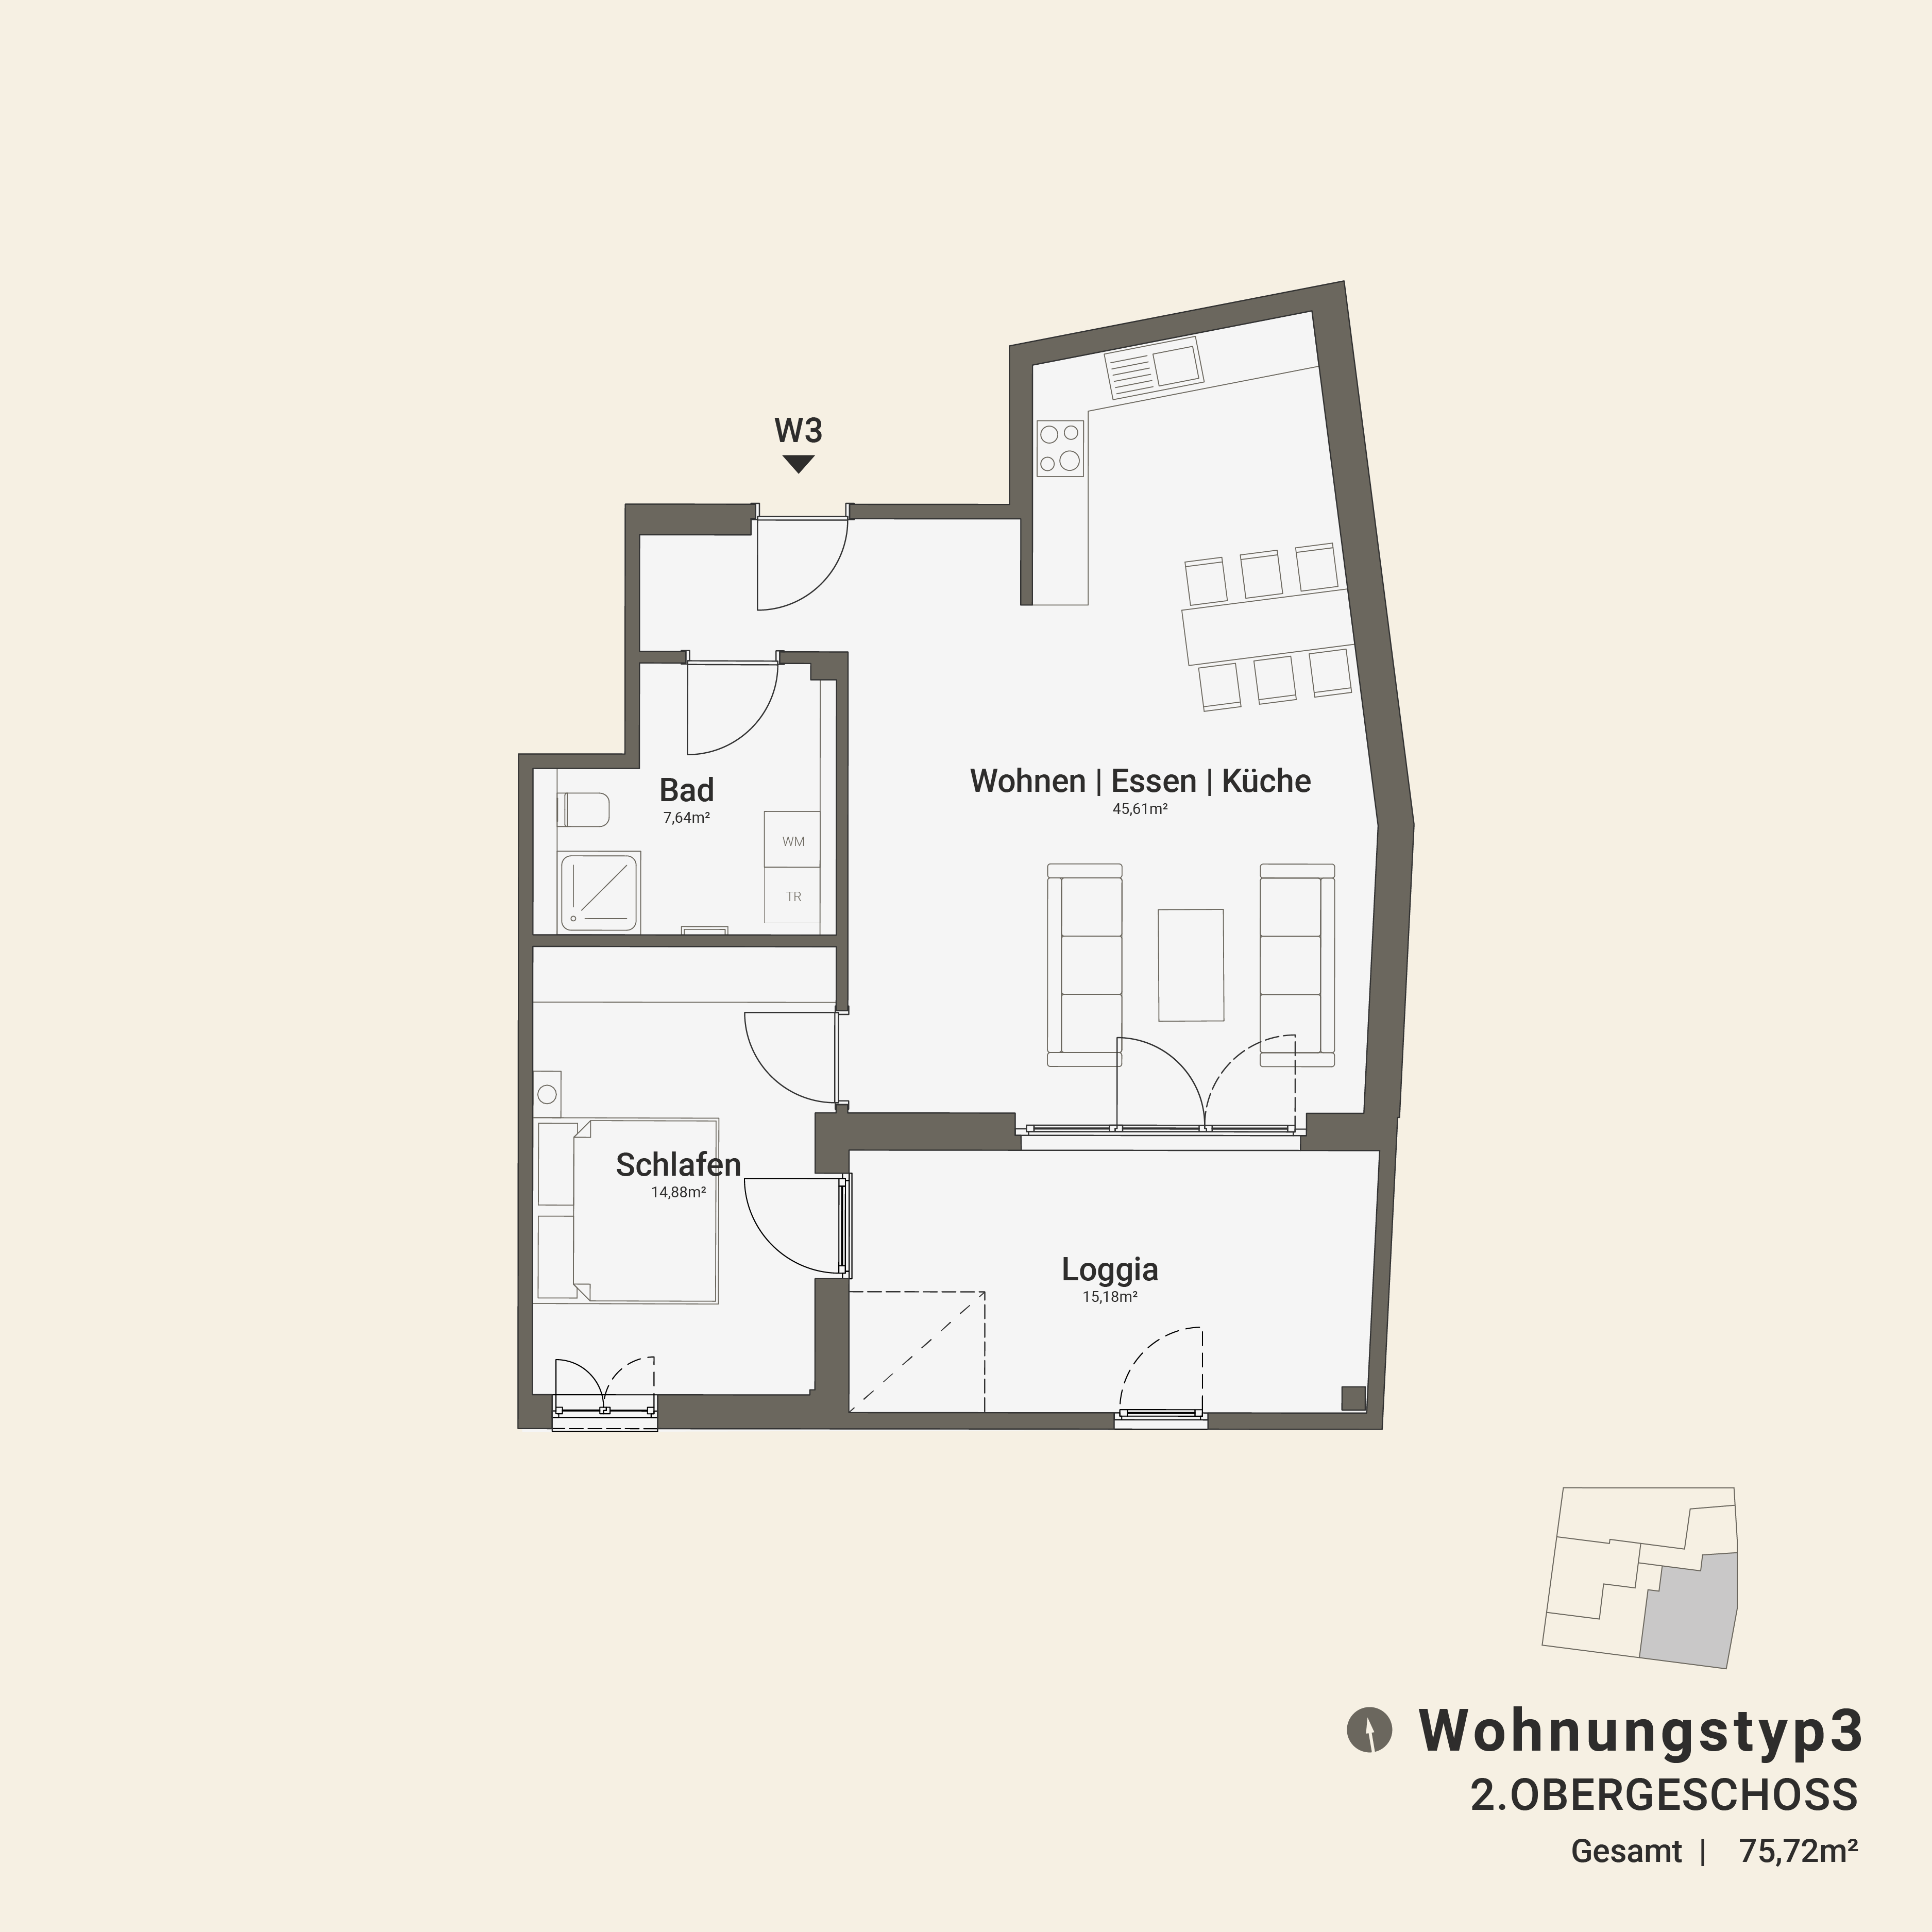 W3
Bad
7,64m²
WM
TR
Wohnen | Essen | Küche
45,61m²
Schlafen
14,88m²
Loggia
15,18m²
Wohnungstyp3
2.OBERGESCHOSS
Gesamt | 75,72m²